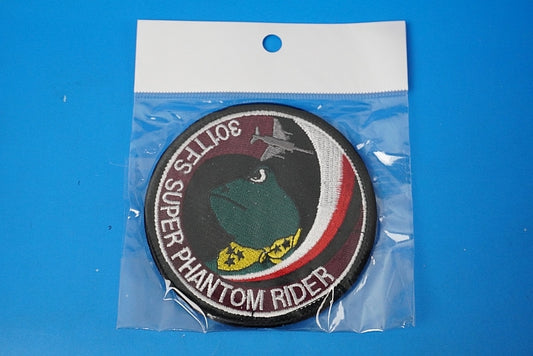 301TFS SUPER PHANTOM RIDER